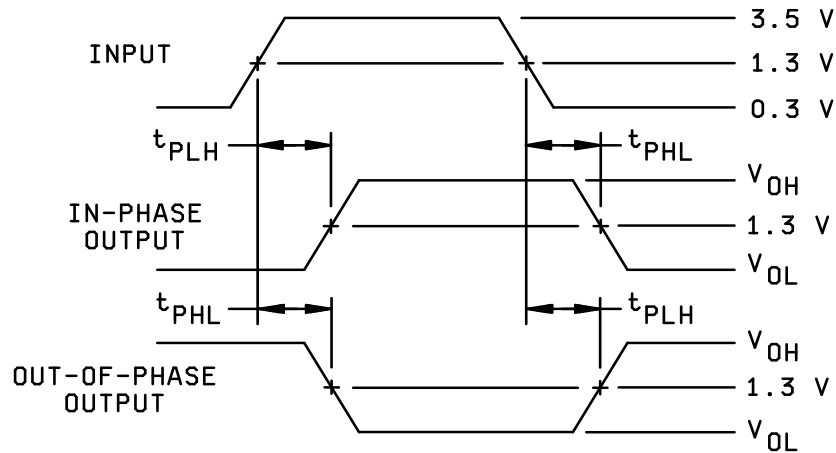 3.5 V
INPUT
1.3 V
0.3 V
tPLH
tPHL
VOH
IN-PHASE
OUTPUT
1.3 V
VOL
tPHL
tPLH
VOH
OUT-OF-PHASE
OUTPUT
1.3 V
VOL